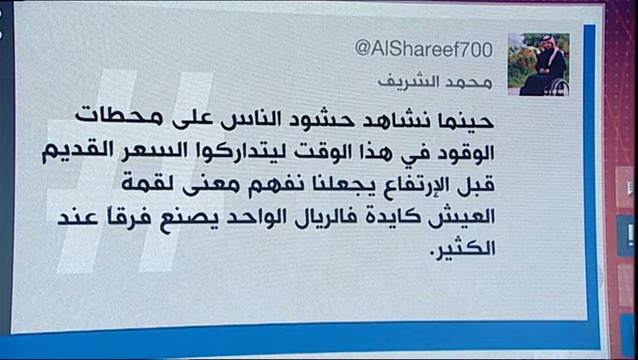 @AlShareef700
محمد الشريف
حينما نشاهد حشود الناس على محطات
الوقود في هذا الوقت ليتداركوا السعر القديم
قبل الإرتفاع يجعلنا نفهم معنى لقمة
العيش كايدة فالريال الواحد يصنع فرقاً عند
الكثير.